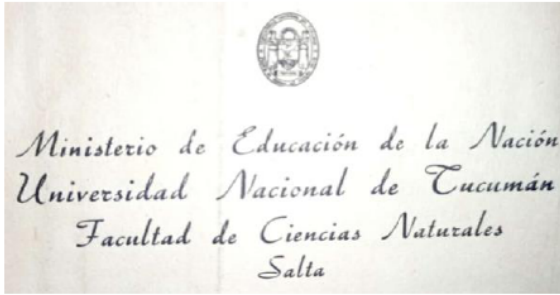 Ministerio de Educación de la Nación
Universidad Nacional de Tucumán
Facultad de Ciencias Naturales
Salta